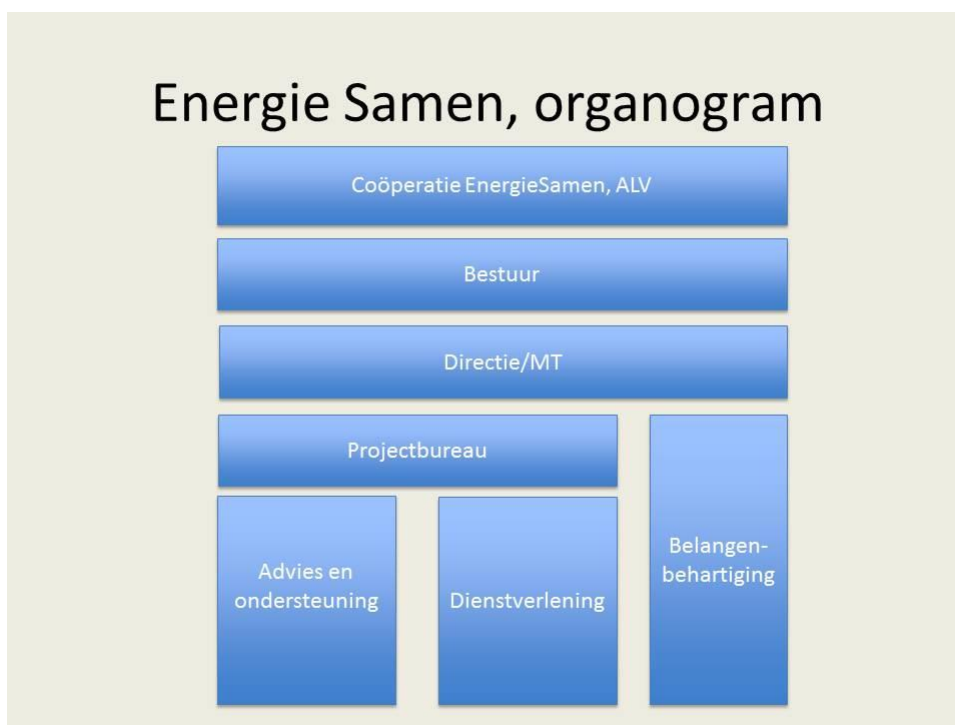 Energie Samen, organogram
Coöperatie EnergieSamen, ALV
Bestuur
Directie/MT
Projectbureau
Advies en
ondersteuning
Dienstverlening
Belangen-
behartiging